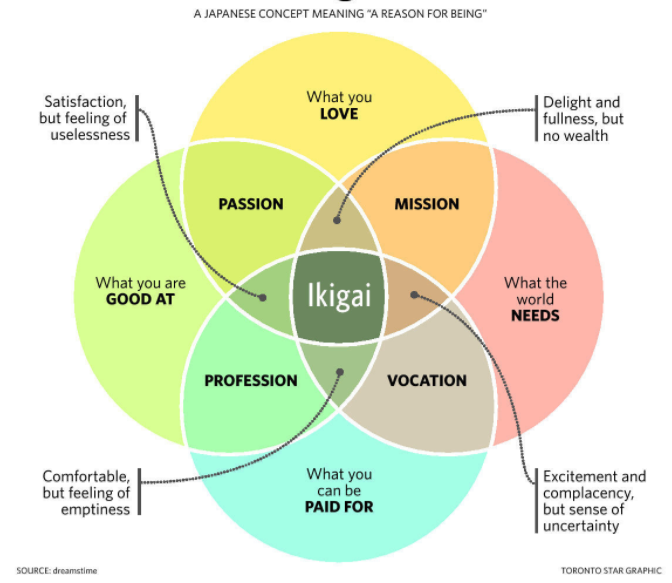 A JAPANESE CONCEPT MEANING "A REASON FOR BEING"
Satisfaction,
but feeling of
uselessness
What you
LOVE
Delight and
fullness, but
no wealth
PASSION
MISSION
What you are
GOOD AT
Ikigai
What the
world
NEEDS
PROFESSION
VOCATION
Comfortable,
but feeling of
emptiness
What you
can be
PAID FOR
Excitement and
complacency,
but sense of
uncertainty
SOURCE: dreamstime
TORONTO STAR GRAPHIC